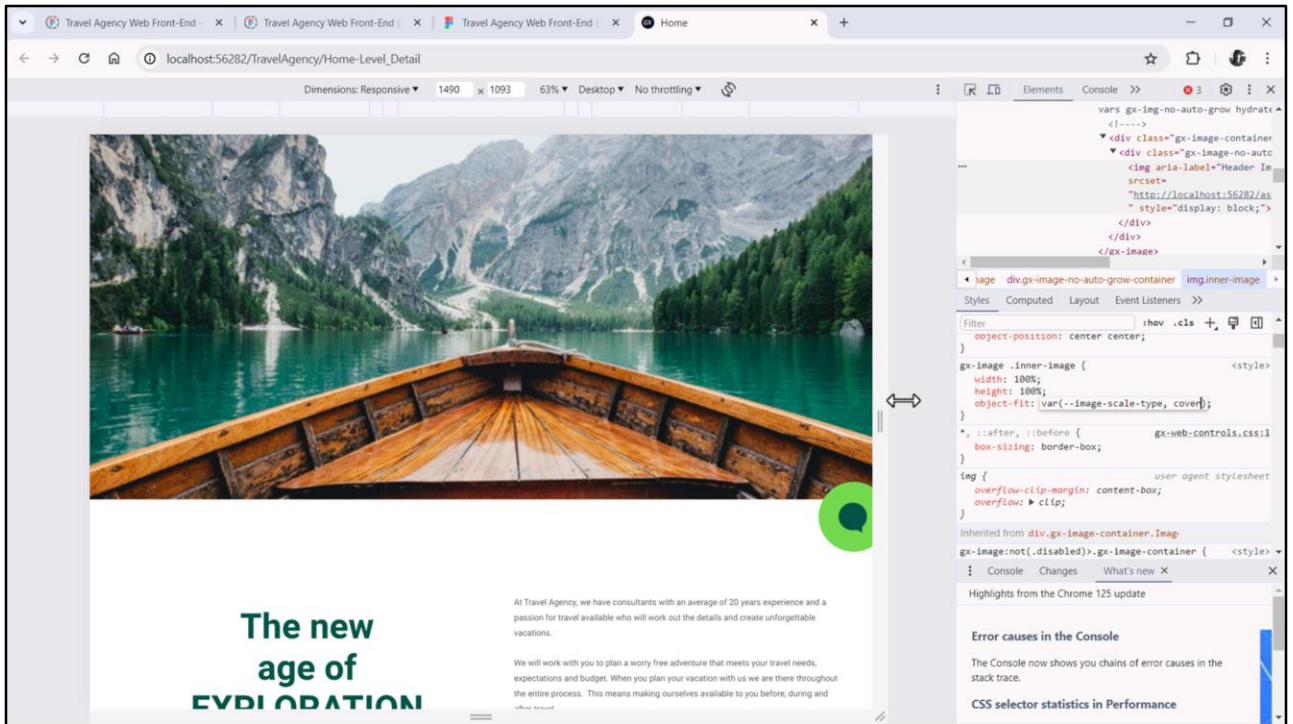 Travel Agency Web Front-End -
Travel Agency Web Front-End (
Travel Agency Web Front-End (
GX Home
localhost:56282/TravelAgency/Home-Level_Detail
Dimensions: Responsive 1490 x 1093 63% Desktop No throttling
Elements Console 3
vars gx-img-no-auto-grow hydrate
<!---->
<div class="gx-image-container
<div class="gx-image-no-auto
<img aria-label="Header Im
srcset=
"http://localhost:56282/as
" style="display: block;">
</div>
</div>
</gx-image>
nage div.gx-image-no-auto-grow-container img.inner-image
Styles Computed Layout Event Listeners
Filter :hov .cls
object-position: center center;
}
gx-image .inner-image { <style>
width: 100%;
height: 100%;
object-fit: var(--image-scale-type, cover);
}
*, ::after, ::before { gx-web-controls.css:1
box-sizing: border-box;
}
img { user agent stylesheet
overflow-clip-margin: content-box;
overflow: clip;
}
Inherited from div.gx-image-container.Imag
gx-image:not(.disabled)>.gx-image-container { <style>
Console Changes What's new
Highlights from the Chrome 125 update
Error causes in the Console
The Console now shows you chains of error causes in the
stack trace.
CSS selector statistics in Performance
The new
age of
EXPLORATION
At Travel Agency, we have consultants with an average of 20 years experience and a
passion for travel available who will work out the details and create unforgettable
vacations.
We will work with you to plan a worry free adventure that meets your travel needs,
expectations and budget. When you plan your vacation with us we are there throughout
the entire process. This means making ourselves available to you before, during and
after travel.